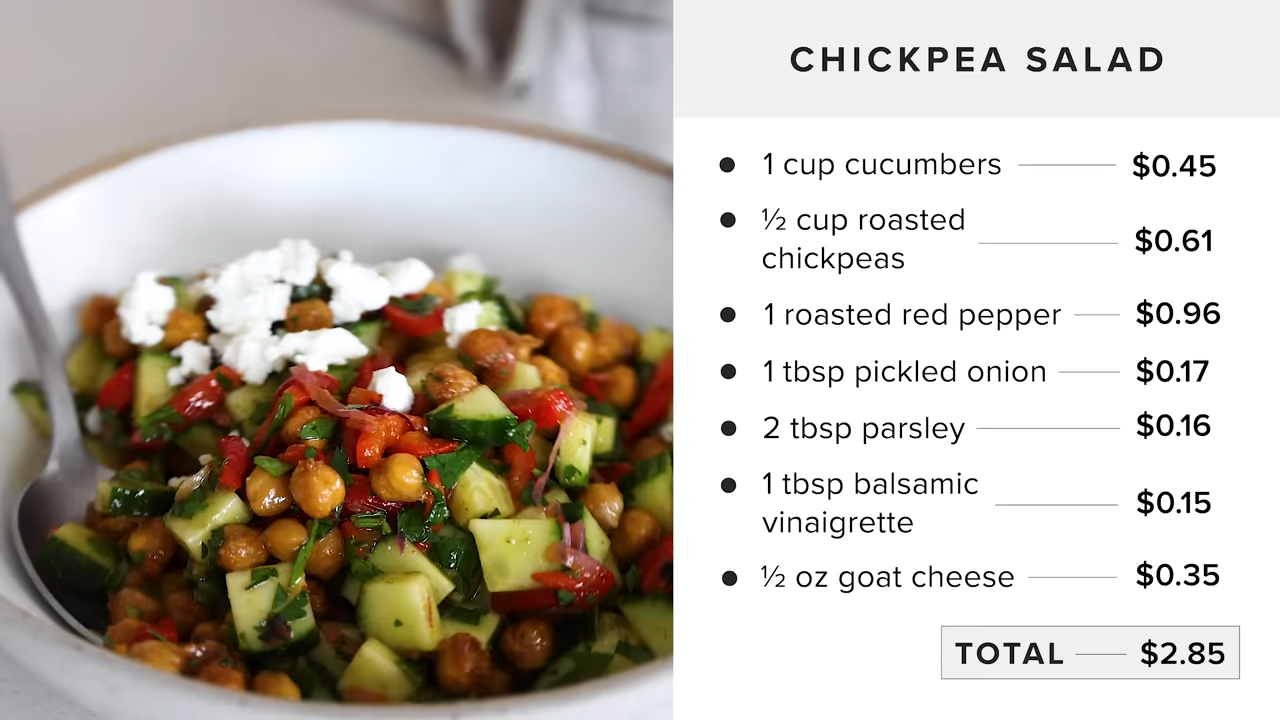 CHICKPEA SALAD
● 1 cup cucumbers $0.45
● ½ cup roasted
chickpeas $0.61
● 1 roasted red pepper $0.96
● 1 tbsp pickled onion $0.17
● 2 tbsp parsley $0.16
● 1 tbsp balsamic
vinaigrette $0.15
● ½ oz goat cheese $0.35
TOTAL $2.85